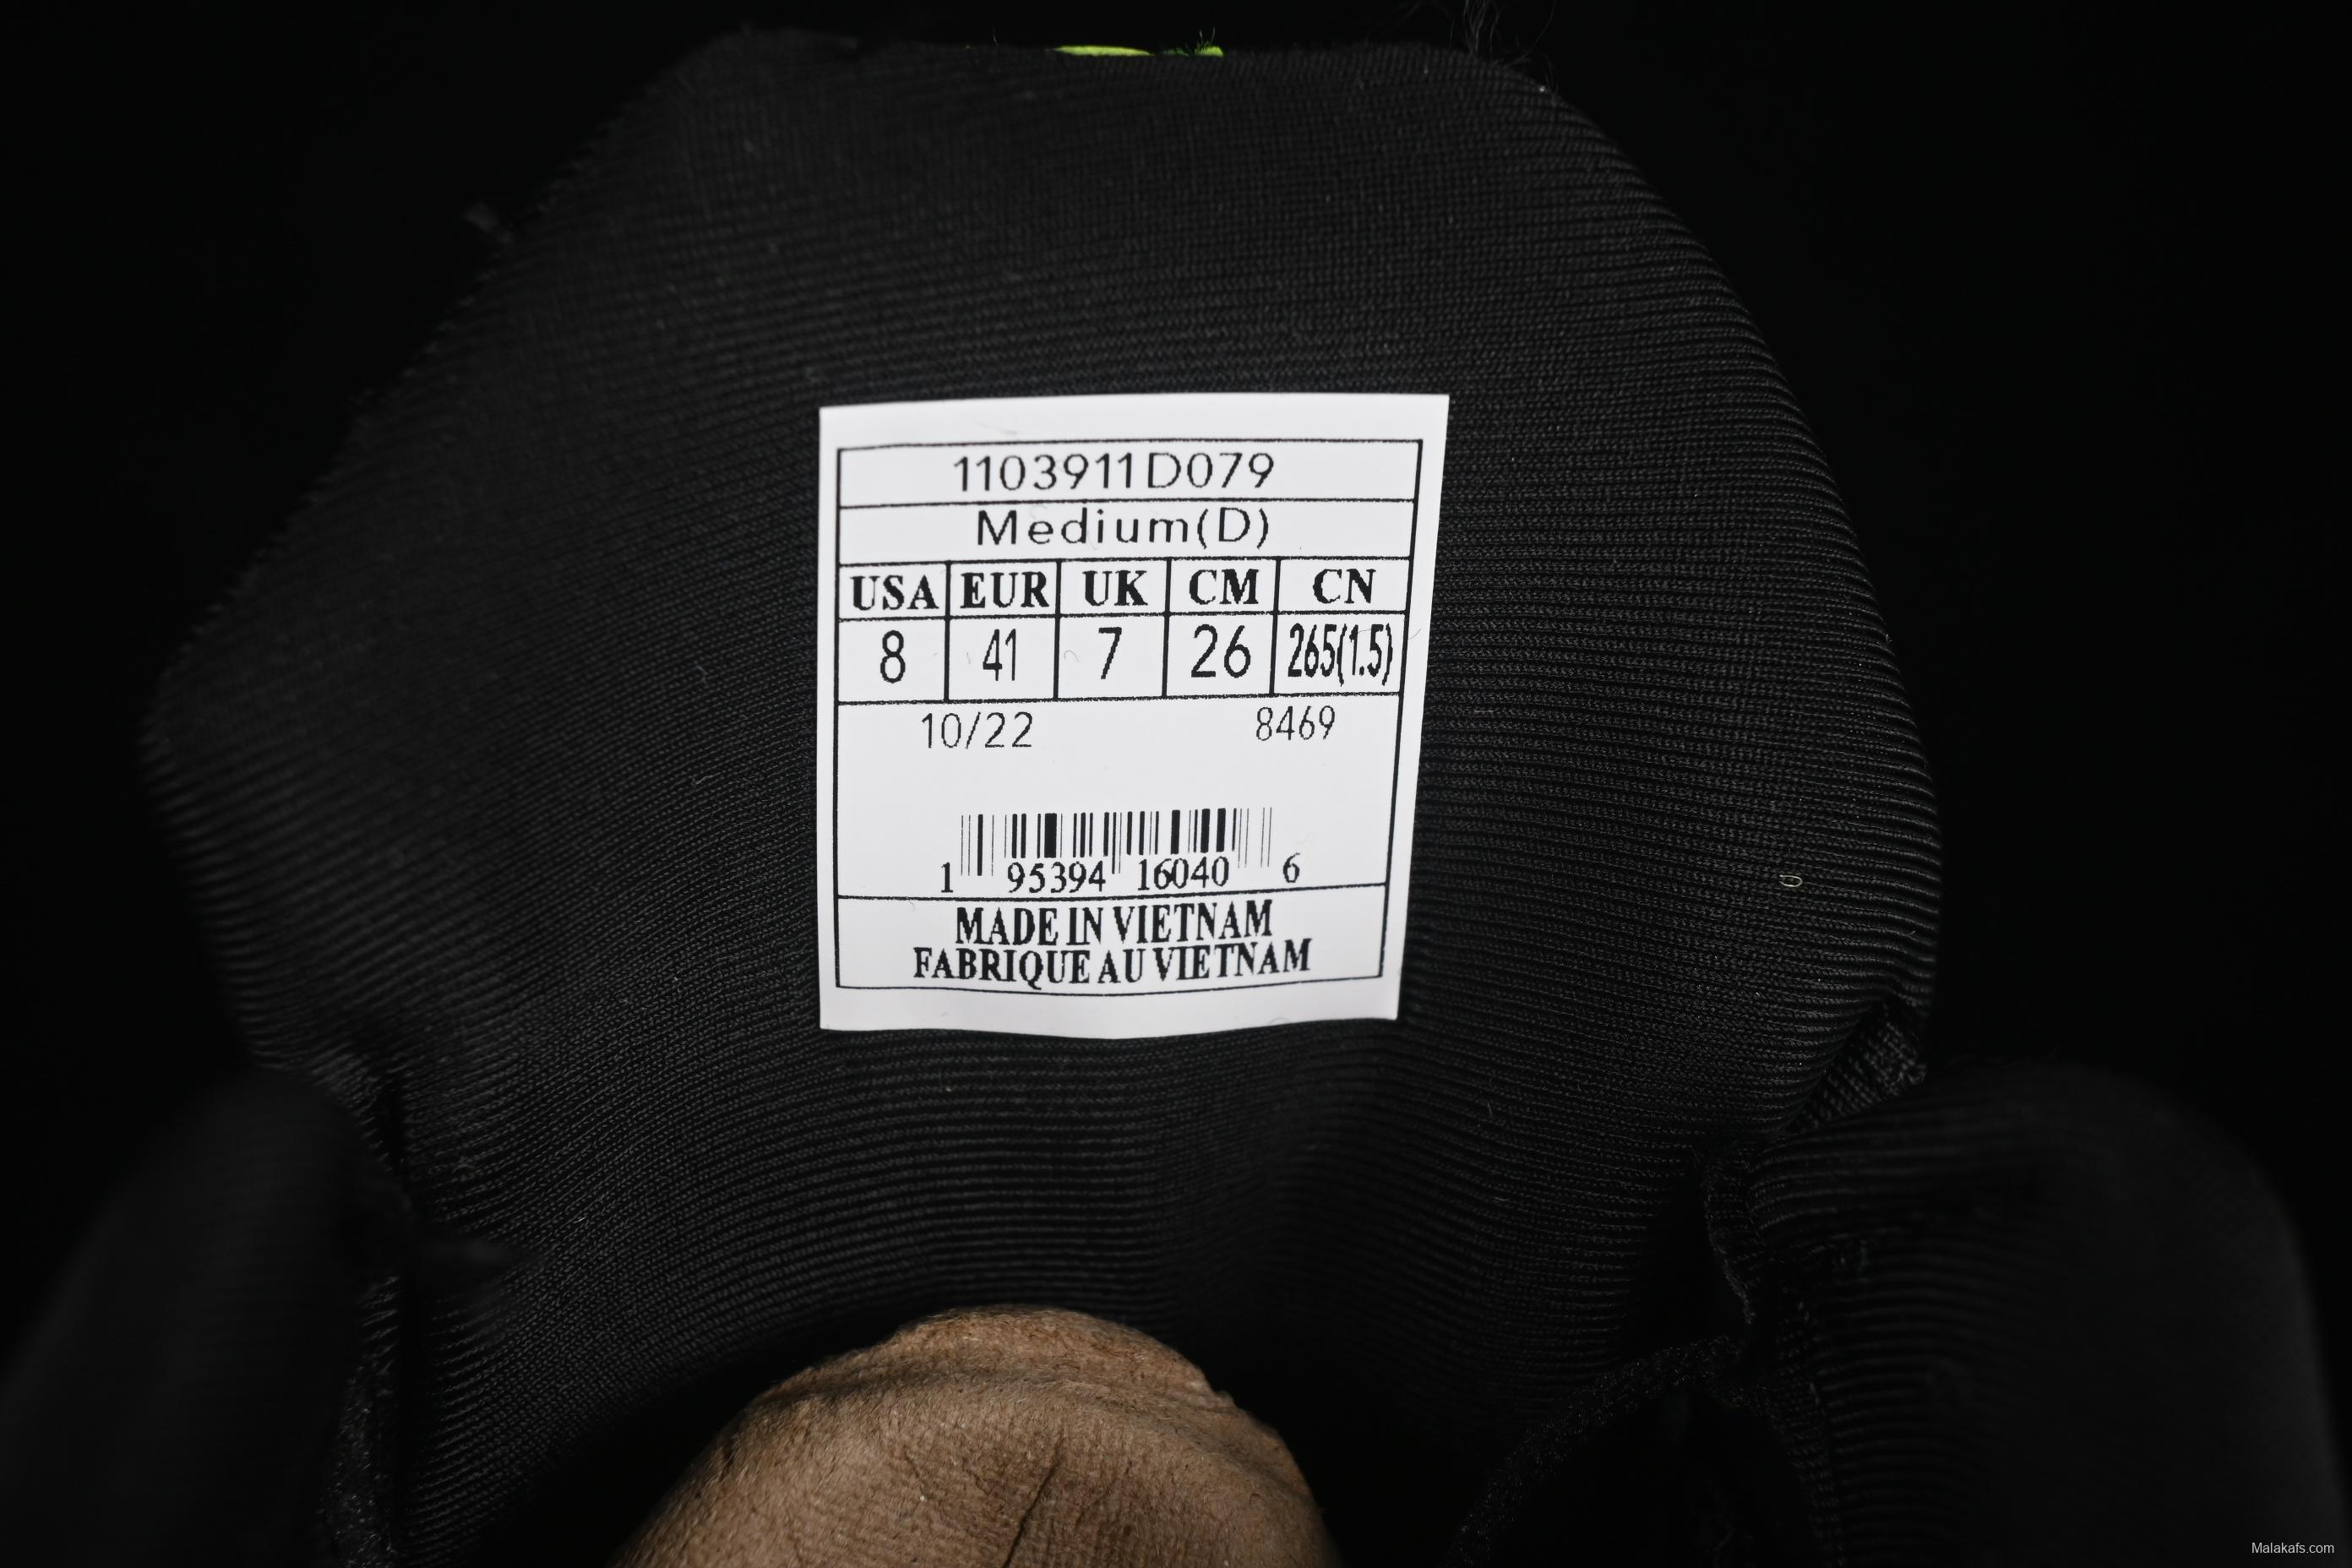 1103911D079
Medium(D)
USA EUR UK CM CN
8 41 7 26 265(1.5)
10/22 8469
1 95394 16040 6
MADE IN VIETNAM
FABRIQUE AU VIETNAM
Malakafs.com